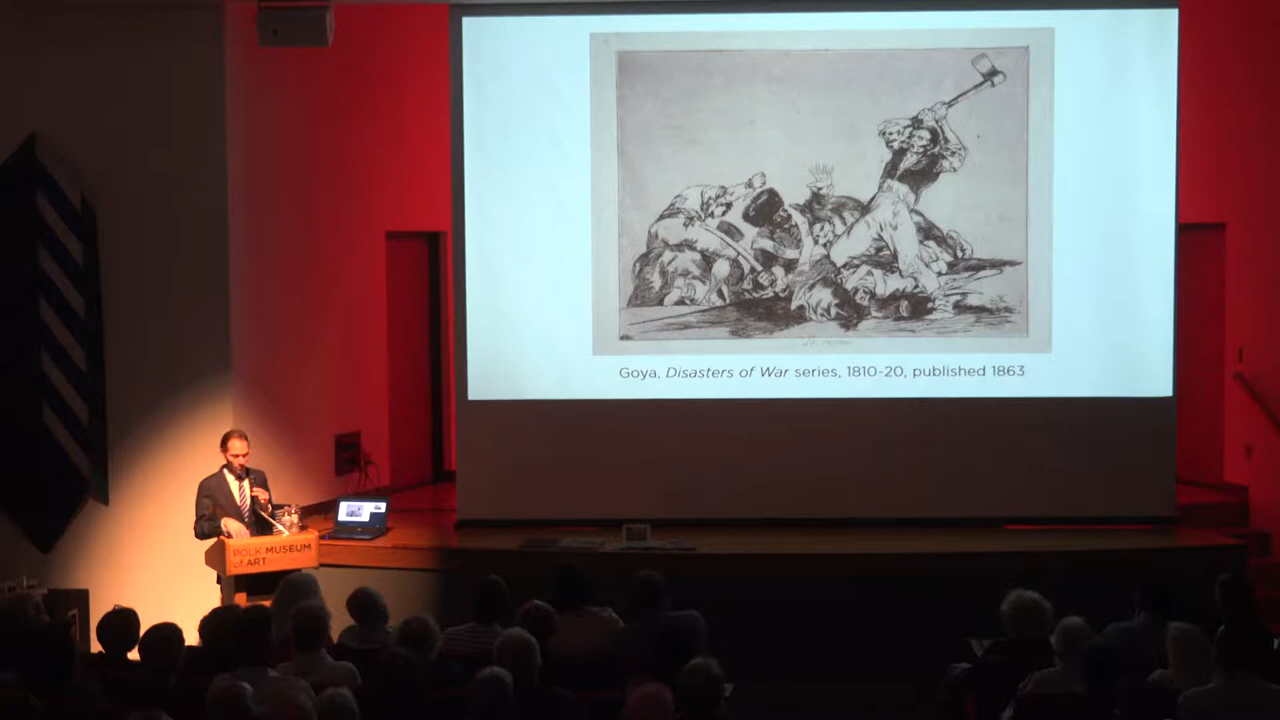 Goya, Disasters of War series, 1810-20, published 1863
POLK MUSEUM
of ART